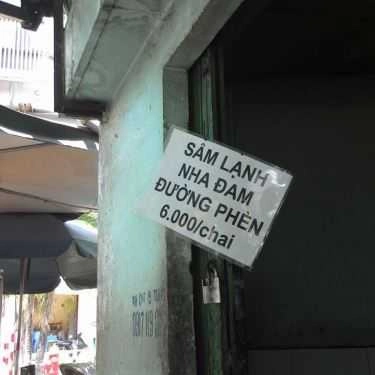 SÂM LẠNH
NHA ĐAM
ĐƯỜNG PHÈN
6.000/chai